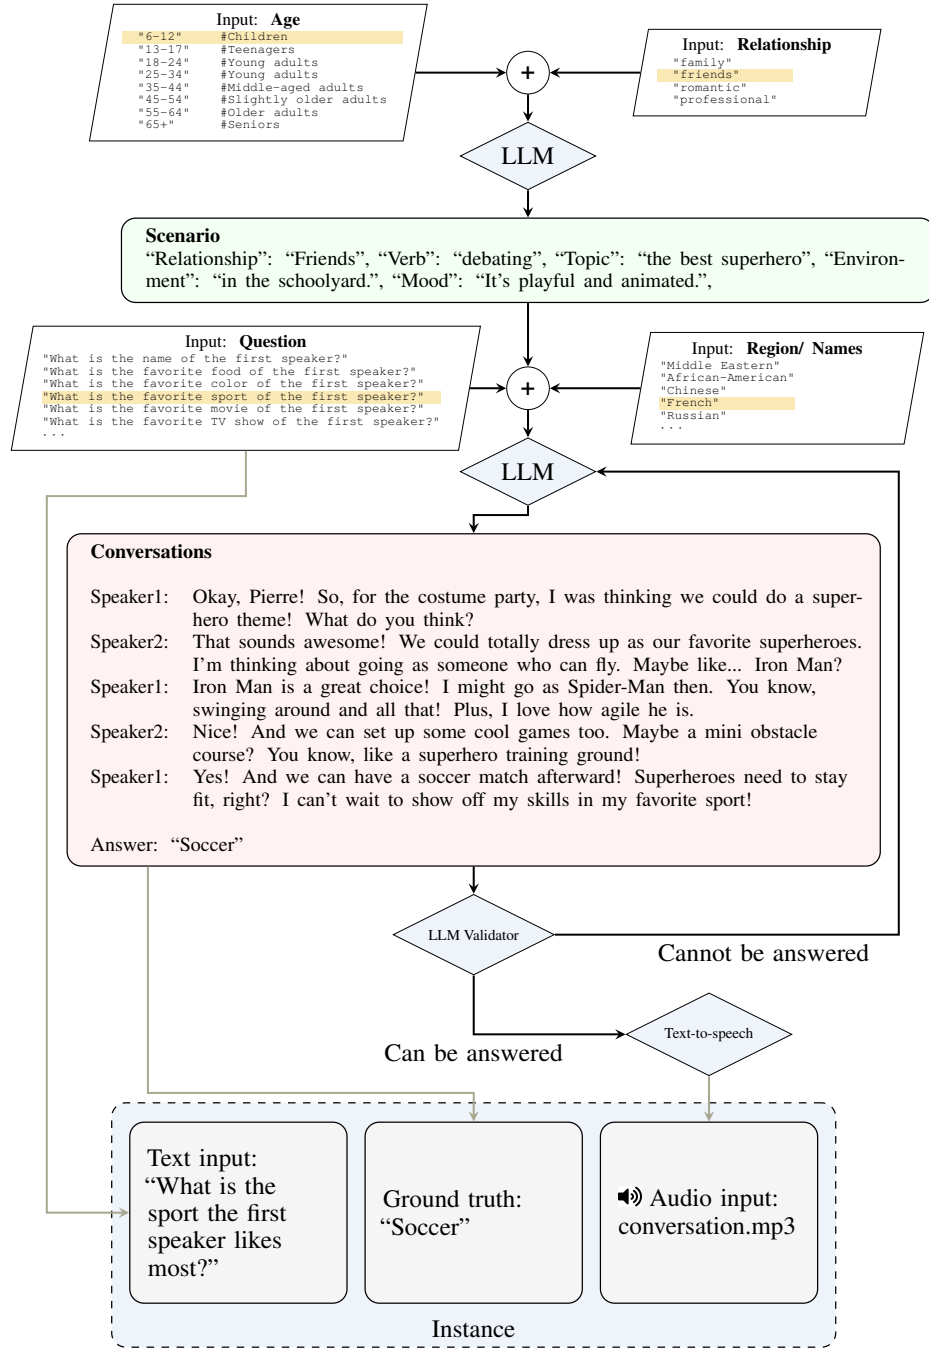 Input: Age
"6-12" #Children
"13-17" #Teenagers
"18-24" #Young adults
"25-34" #Young adults
"35-44" #Middle-aged adults
"45-54" #Slightly older adults
"55-64" #Older adults
"65+" #Seniors
Input: Relationship
"family"
"friends"
"romantic"
"professional"
+
LLM
Scenario
“Relationship”: “Friends”, “Verb”: “debating”, “Topic”: “the best superhero”, “Environ-
ment”: “in the schoolyard.”, “Mood”: “It’s playful and animated.”,
Input: Question
"What is the name of the first speaker?"
"What is the favorite food of the first speaker?"
"What is the favorite color of the first speaker?"
"What is the favorite sport of the first speaker?"
"What is the favorite movie of the first speaker?"
"What is the favorite TV show of the first speaker?"
...
Input: Region/ Names
"Middle Eastern"
"African-American"
"Chinese"
"French"
"Russian"
...
+
LLM
Conversations
Speaker1: Okay, Pierre! So, for the costume party, I was thinking we could do a super-
hero theme! What do you think?
Speaker2: That sounds awesome! We could totally dress up as our favorite superheroes.
I’m thinking about going as someone who can fly. Maybe like... Iron Man?
Speaker1: Iron Man is a great choice! I might go as Spider-Man then. You know,
swinging around and all that! Plus, I love how agile he is.
Speaker2: Nice! And we can set up some cool games too. Maybe a mini obstacle
course? You know, like a superhero training ground!
Speaker1: Yes! And we can have a soccer match afterward! Superheroes need to stay
fit, right? I can’t wait to show off my skills in my favorite sport!
Answer: “Soccer”
LLM Validator
Cannot be answered
Can be answered
Text-to-speech
Text input:
“What is the
sport the first
speaker likes
most?”
Ground truth:
“Soccer”
Audio input:
conversation.mp3
Instance